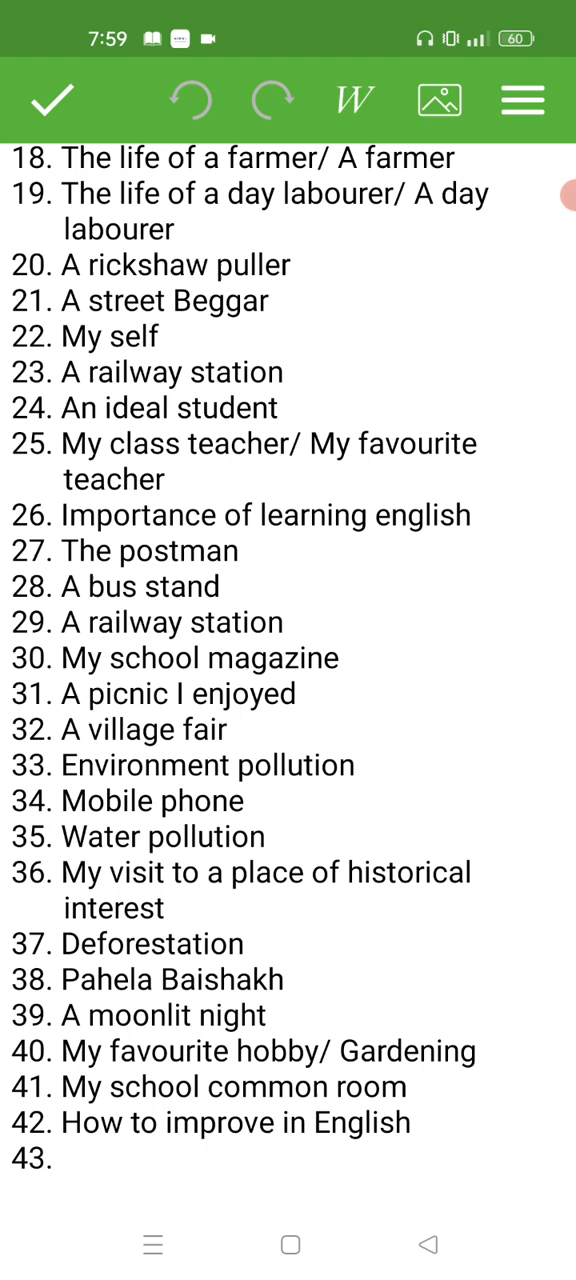 7:59 60
W
18. The life of a farmer/ A farmer
19. The life of a day labourer/ A day
labourer
20. A rickshaw puller
21. A street Beggar
22. My self
23. A railway station
24. An ideal student
25. My class teacher/ My favourite
teacher
26. Importance of learning english
27. The postman
28. A bus stand
29. A railway station
30. My school magazine
31. A picnic I enjoyed
32. A village fair
33. Environment pollution
34. Mobile phone
35. Water pollution
36. My visit to a place of historical
interest
37. Deforestation
38. Pahela Baishakh
39. A moonlit night
40. My favourite hobby/ Gardening
41. My school common room
42. How to improve in English
43.